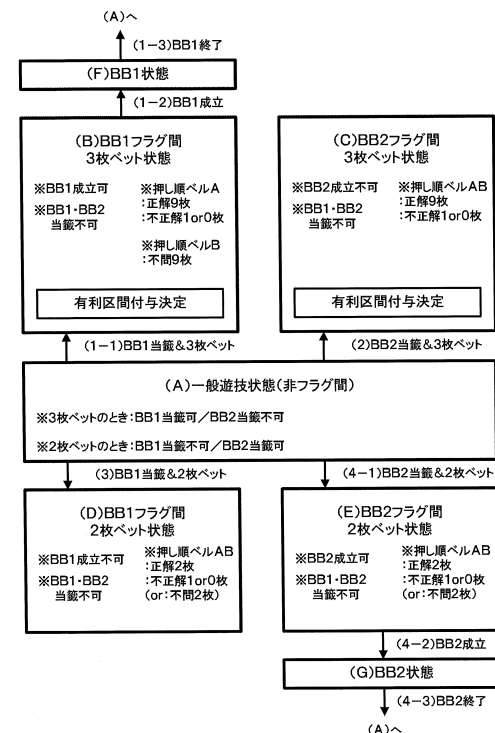 (A)へ
(1-3)BB1終了
(F)BB1状態
(1-2)BB1成立
(B)BB1フラグ間
3枚ベット状態
※BB1成立可
※BB1・BB2
当籤不可
※押し順ベルA
:正解9枚
:不正解1or0枚
※押し順ベルB
:不問9枚
有利区間付与決定
(C)BB2フラグ間
3枚ベット状態
※BB2成立不可
※BB1・BB2
当籤不可
※押し順ベルAB
:正解9枚
:不正解1or0枚
有利区間付与決定
(1-1)BB1当籤&3枚ベット
(2)BB2当籤&3枚ベット
(A)一般遊技状態(非フラグ間)
※3枚ベットのとき:BB1当籤可/BB2当籤不可
※2枚ベットのとき:BB1当籤不可/BB2当籤可
(3)BB1当籤&2枚ベット
(4-1)BB2当籤&2枚ベット
(D)BB1フラグ間
2枚ベット状態
※BB1成立不可
※BB1・BB2
当籤不可
※押し順ベルAB
:正解2枚
:不正解1or0枚
(or:不問2枚)
(E)BB2フラグ間
2枚ベット状態
※BB2成立可
※BB1・BB2
当籤不可
※押し順ベルAB
:正解2枚
:不正解1or0枚
(or:不問2枚)
(4-2)BB2成立
(G)BB2状態
(4-3)BB2終了
(A)へ